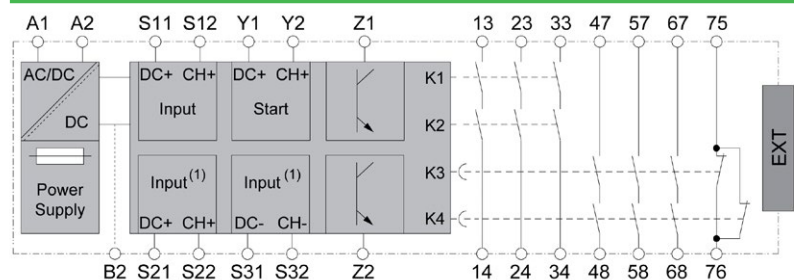 A1 A2 S11 S12 Y1 Y2 Z1 13 23 33 47 57 67 75
AC/DC DC+ CH+ DC+ CH+ K1
Input Start
DC K2
EXT
K3
Input(1) Input(1)
Power
Supply
DC+ CH+ DC- CH- K4
B2 S21 S22 S31 S32 Z2 14 24 34 48 58 68 76